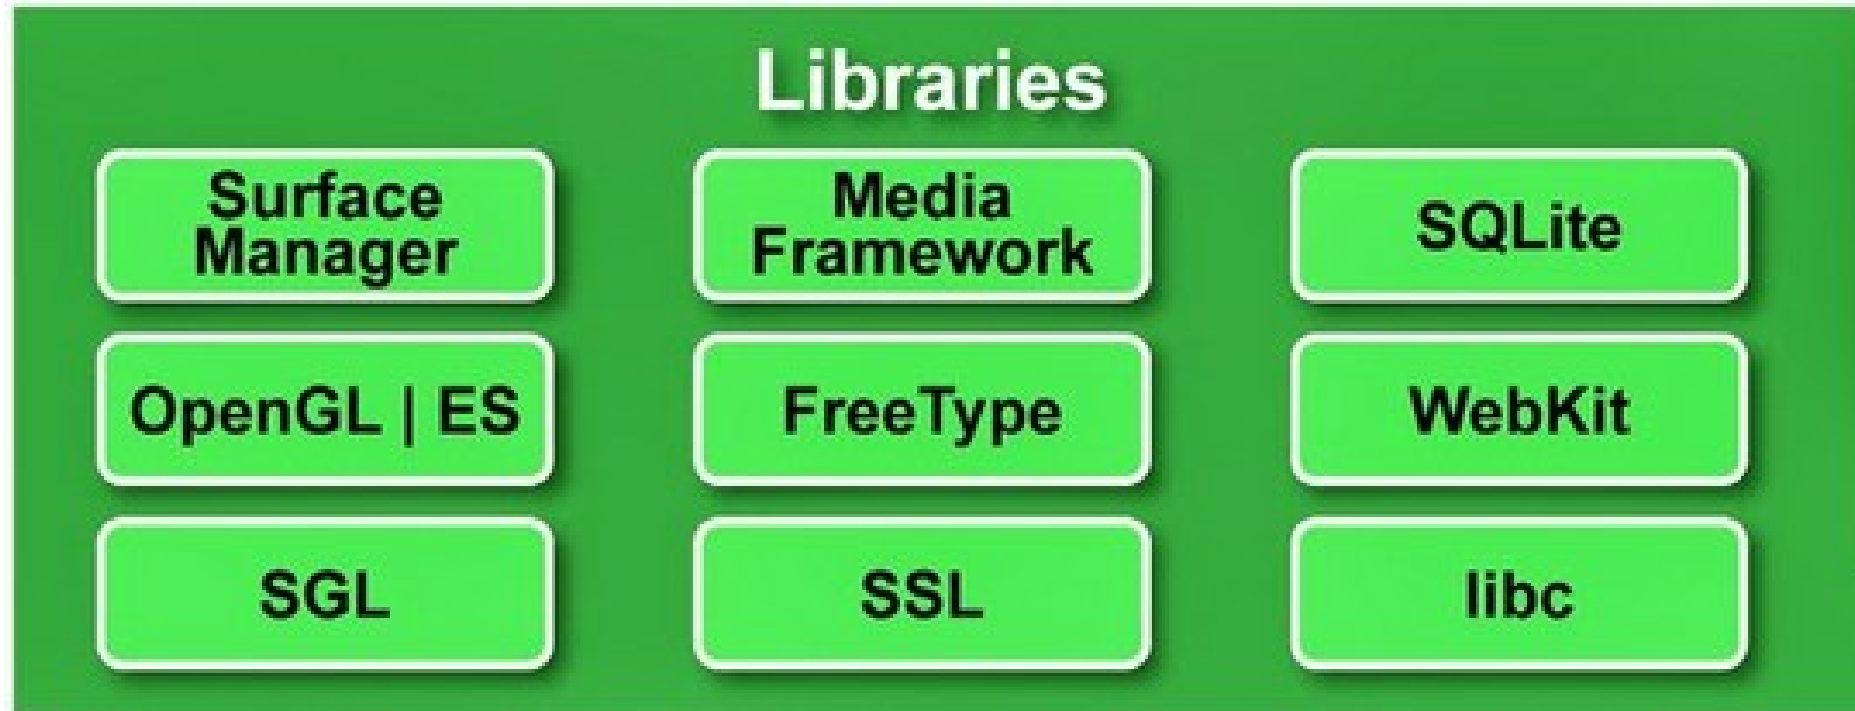 Libraries
Surface
Manager
Media
Framework
SQLite
OpenGL | ES
FreeType
WebKit
SGL
SSL
libc